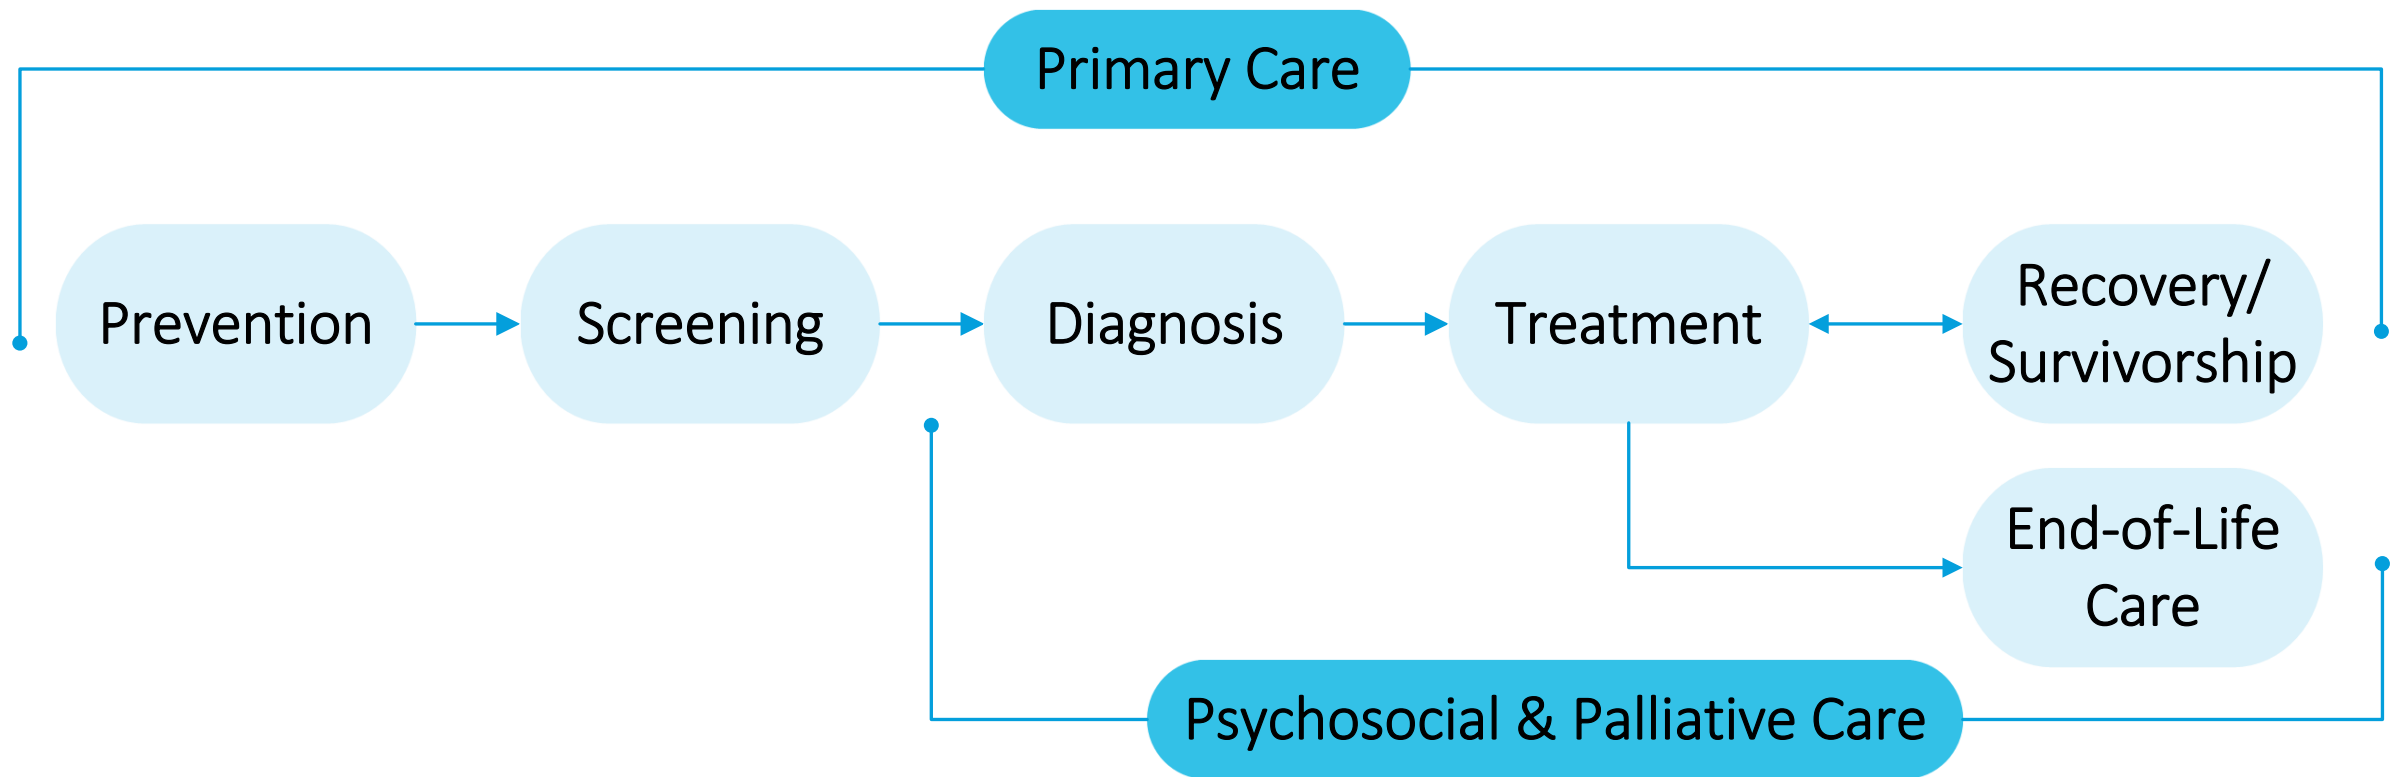 Primary Care
Prevention
Screening
Diagnosis
Treatment
Recovery/
Survivorship
End-of-Life
Care
Psychosocial & Palliative Care